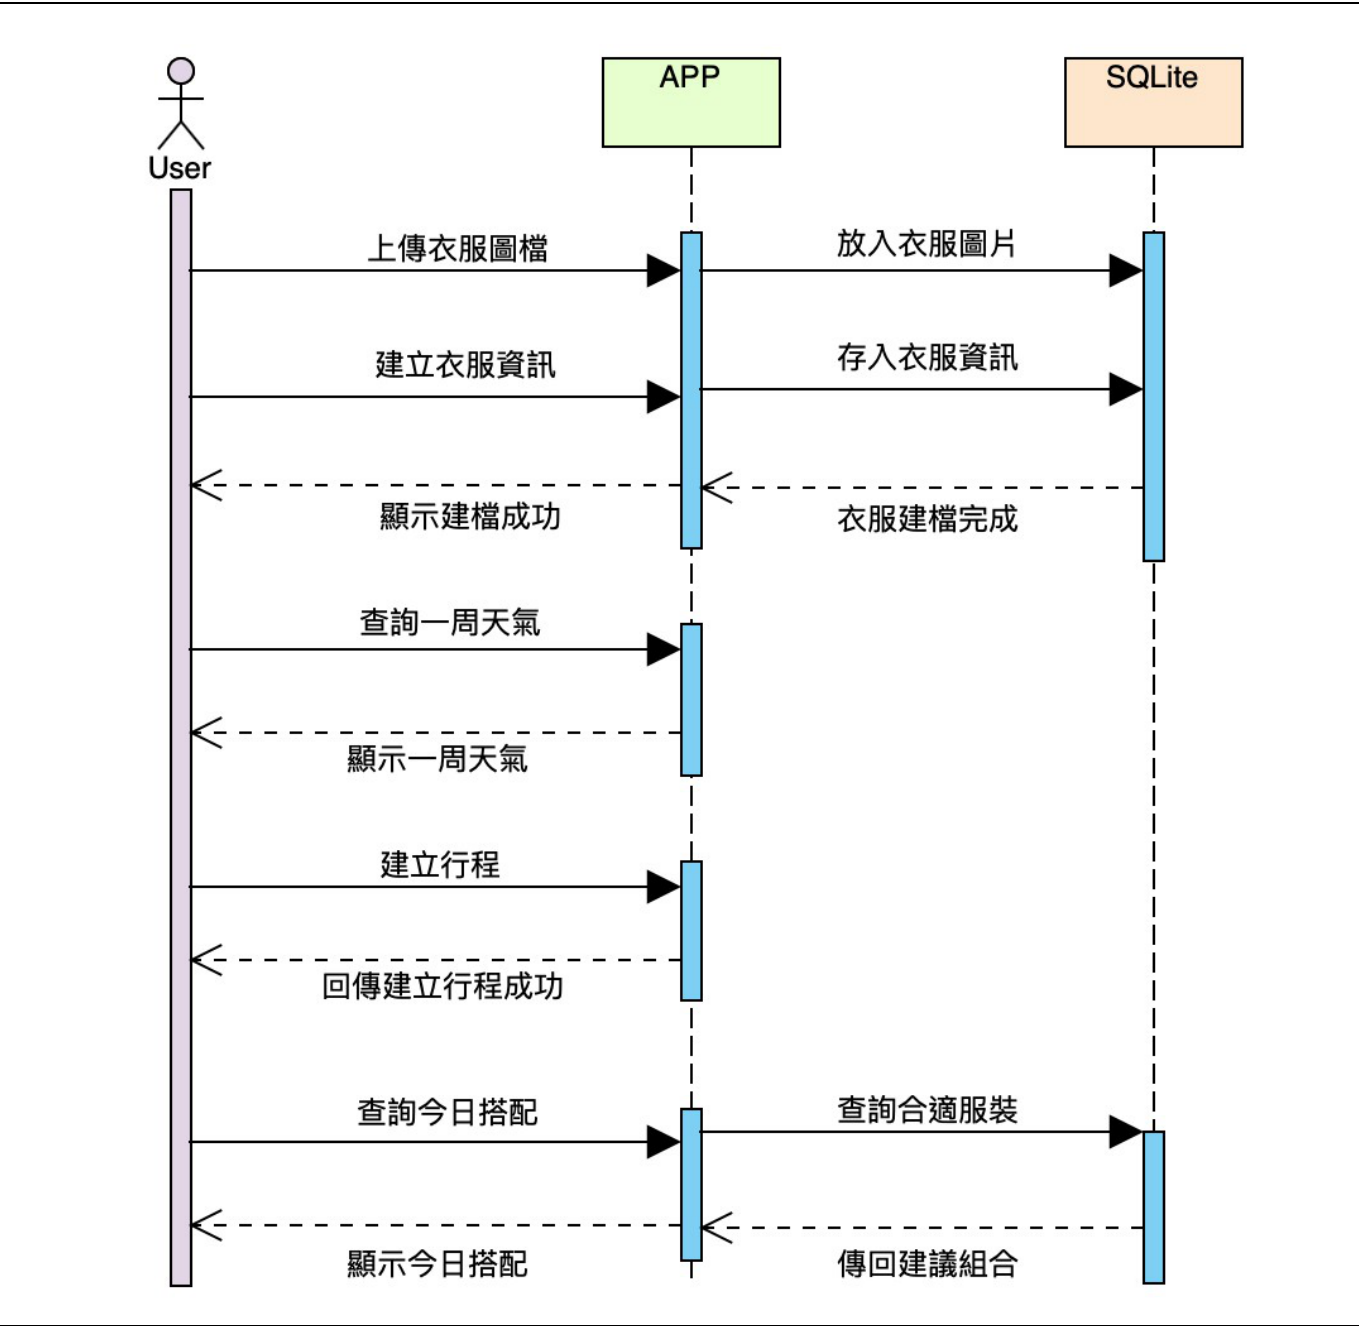 User
APP
SQLite
上傳衣服圖檔
放入衣服圖片
建立衣服資訊
存入衣服資訊
顯示建檔成功
衣服建檔完成
查詢一周天氣
顯示一周天氣
建立行程
回傳建立行程成功
查詢今日搭配
查詢合適服裝
顯示今日搭配
傳回建議組合